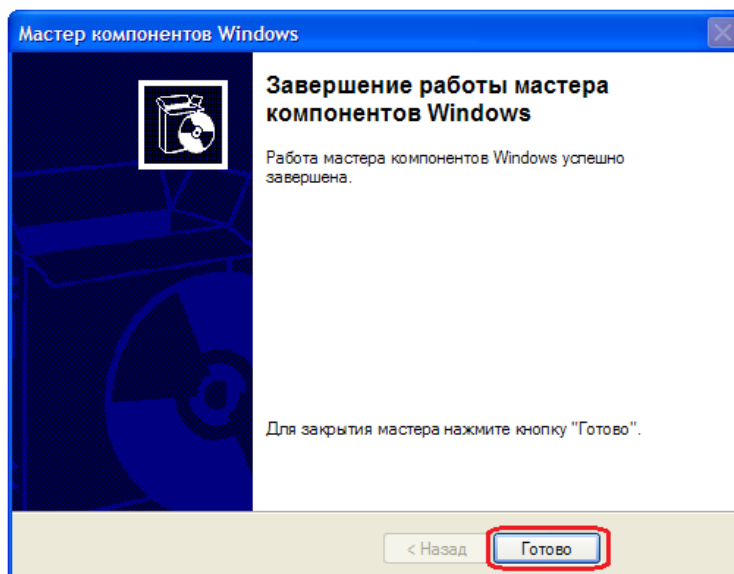 Мастер компонентов Windows
Завершение работы мастера
компонентов Windows
Работа мастера компонентов Windows успешно
завершена.
Для закрытия мастера нажмите кнопку "Готово".
< Назад
Готово